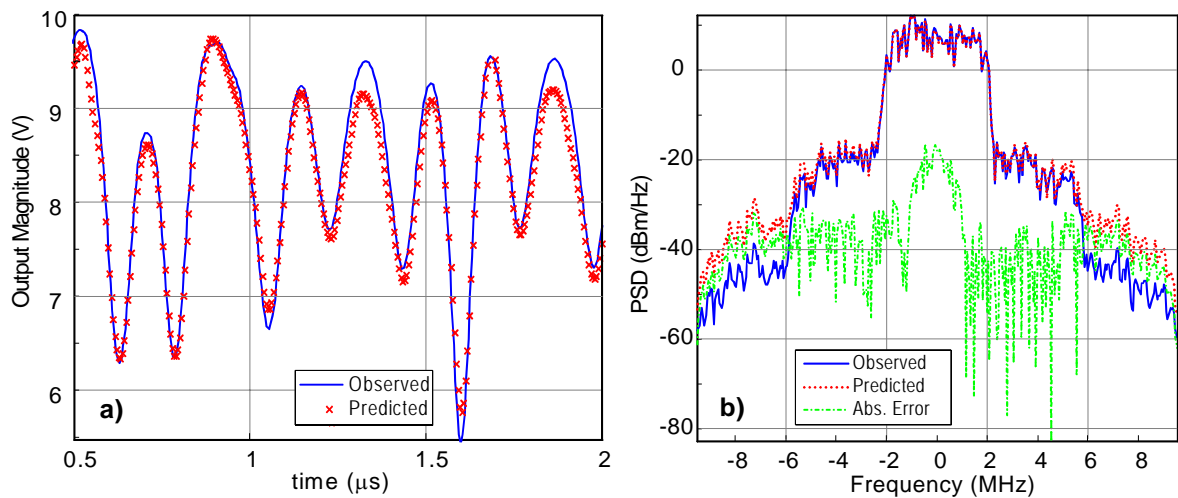 10
9
8
7
6
Output Magnitude (V)
Observed
Predicted
a)
0.5
1
1.5
2
time (μs)
0
-20
-40
-60
-80
PSD (dBm/Hz)
Observed
Predicted
Abs. Error
b)
-8
-6
-4
-2
0
2
4
6
8
Frequency (MHz)